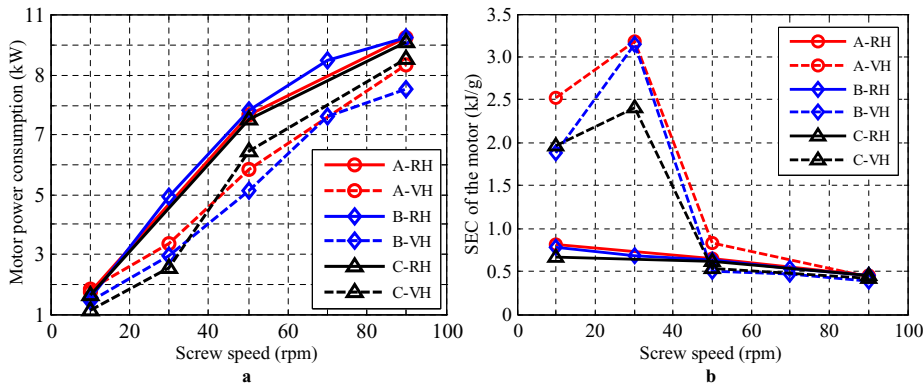 11
9
7
5
3
1
Motor power consumption (kW)
A-RH
A-VH
B-RH
B-VH
C-RH
C-VH
0 20 40 60 80 100
Screw speed (rpm)
a
3.5
3.0
2.5
2.0
1.5
1.0
0.5
0
SEC of the motor (kJ/g)
A-RH
A-VH
B-RH
B-VH
C-RH
C-VH
0 20 40 60 80 100
Screw speed (rpm)
b